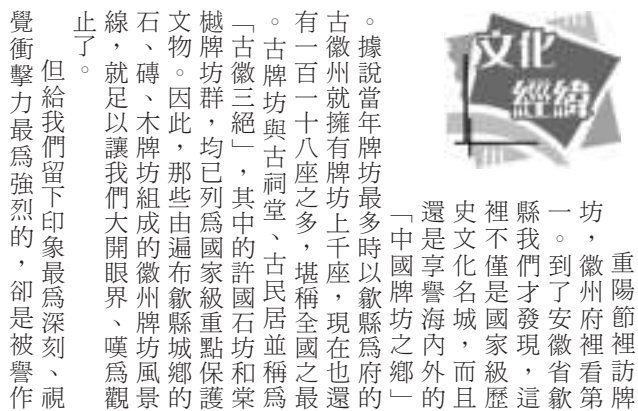 文化
經緯
重陽節裡訪牌
坊，徽州府裡看第
一。到了安徽省歙
縣我們才發現，這
裡不僅是國家級歷
史文化名城，而且
還是享譽海內外的
「中國牌坊之鄉」
。據說當年牌坊最多時以歙縣爲府的
古徽州就擁有牌坊上千座，現在也還
有一百一十八座之多，堪稱全國之最
。古牌坊與古祠堂、古民居並稱爲
「古徽三絕」，其中的許國石坊和棠
樾牌坊群，均已列爲國家級重點保護
文物。因此，那些由遍布歙縣城鄉的
石、磚、木牌坊組成的徽州牌坊風景
線，就足以讓我們大開眼界、嘆爲觀
止了。
但給我們留下印象最爲深刻、視
覺衝擊力最爲強烈的，卻是被譽作